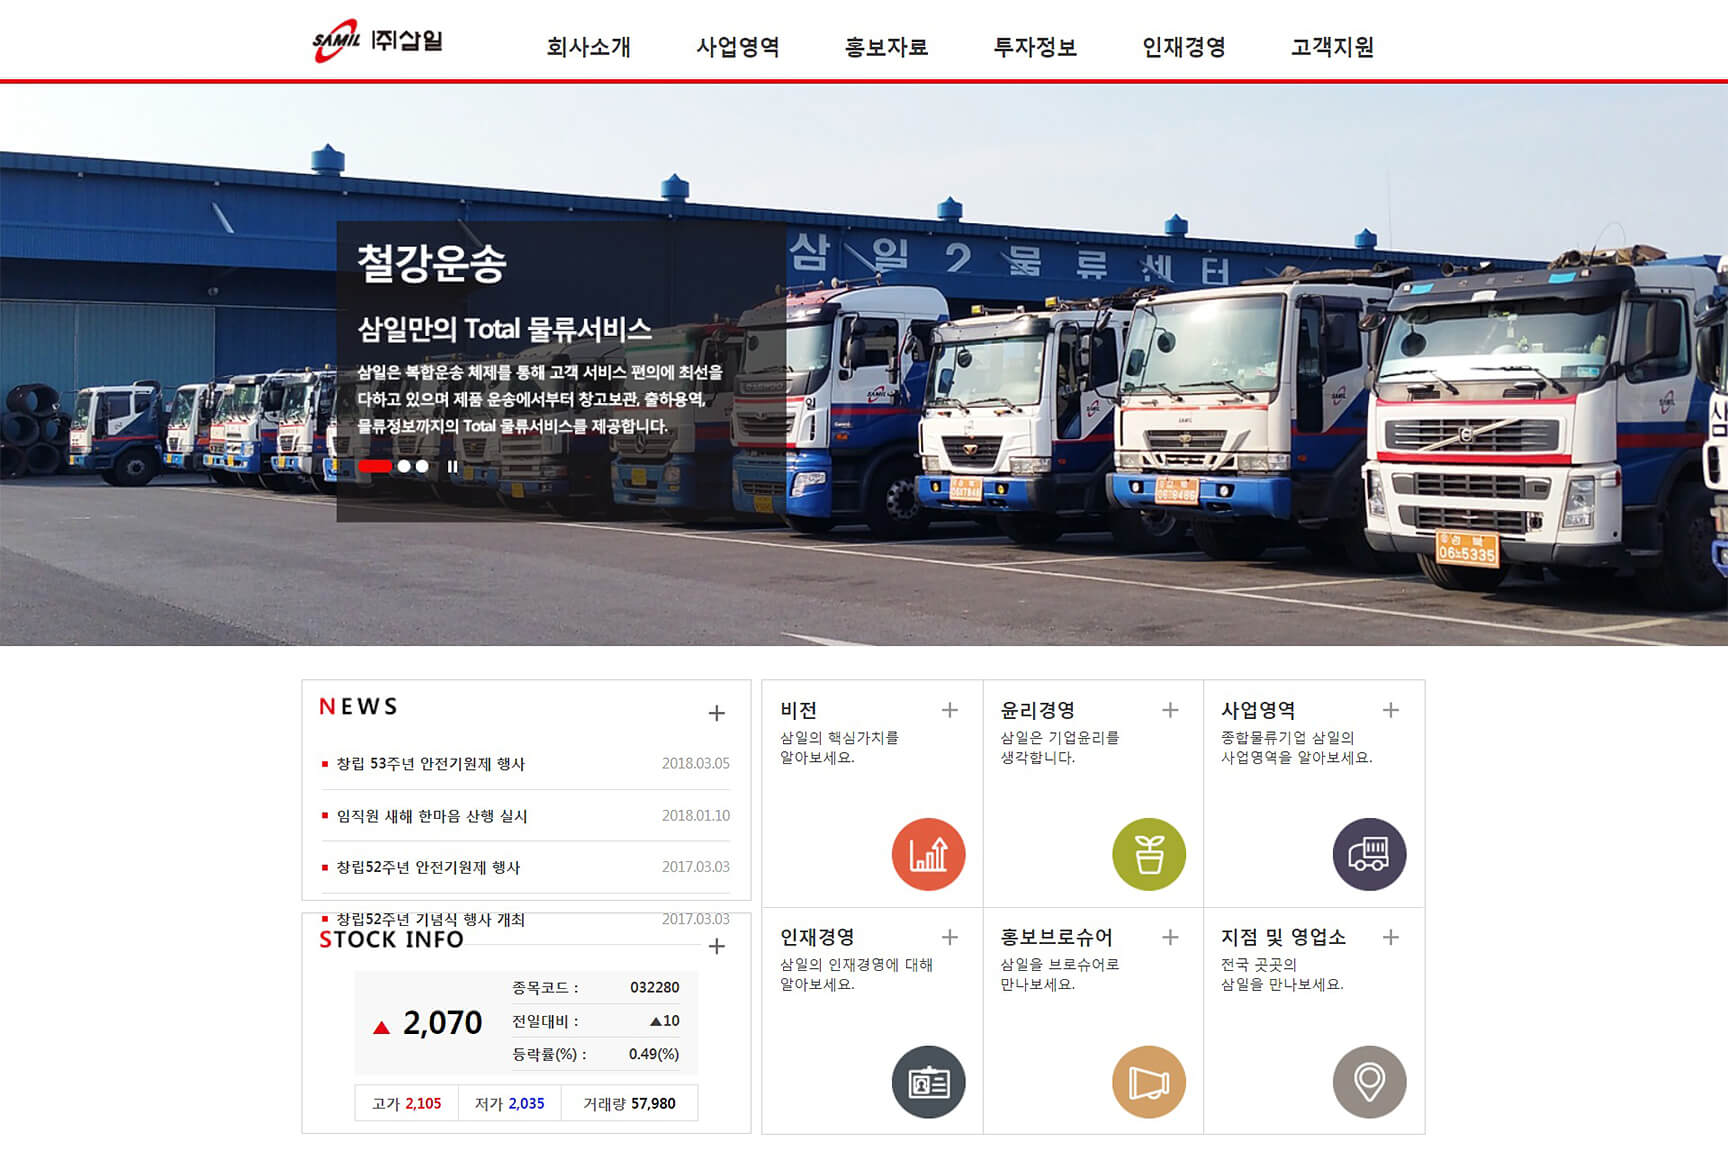 SAMIL ㈜삼일
회사소개 사업영역 홍보자료 투자정보 인재경영 고객지원
삼일2물류센터
철강운송
삼일만의 Total 물류서비스
삼일은 복합운송 체제를 통해 고객 서비스 편의에 최선을
다하고 있으며 제품 운송에서부터 창고보관, 출하용역,
물류정보까지의 Total 물류서비스를 제공합니다.
SAMIL
SAMIL
SAMIL
SAMIL
경북
06노5335
NEWS
창립 53주년 안전기원제 행사 2018.03.05
임직원 새해 한마음 산행 실시 2018.01.10
창립52주년 안전기원제 행사 2017.03.03
창립52주년 기념식 행사 개최 2017.03.03
STOCK INFO
▲ 2,070
종목코드 : 032280
전일대비 : ▲10
등락률(%) : 0.49(%)
고가 2,105 저가 2,035 거래량 57,980
비전
삼일의 핵심가치를
알아보세요.
윤리경영
삼일은 기업윤리를
생각합니다.
사업영역
종합물류기업 삼일의
사업영역을 알아보세요.
인재경영
삼일의 인재경영에 대해
알아보세요.
홍보브로슈어
삼일을 브로슈어로
만나보세요.
지점 및 영업소
전국 곳곳의
삼일을 만나보세요.